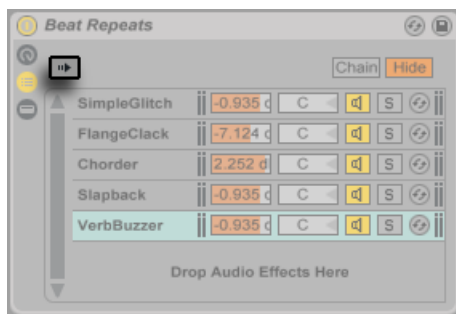 Beat Repeats
Chain Hide
SimpleGlitch -0.935 d C S
FlangeClack -7.124 d C S
Chorder 2.252 d C S
Slapback -0.935 d C S
VerbBuzzer -0.935 d C S
Drop Audio Effects Here